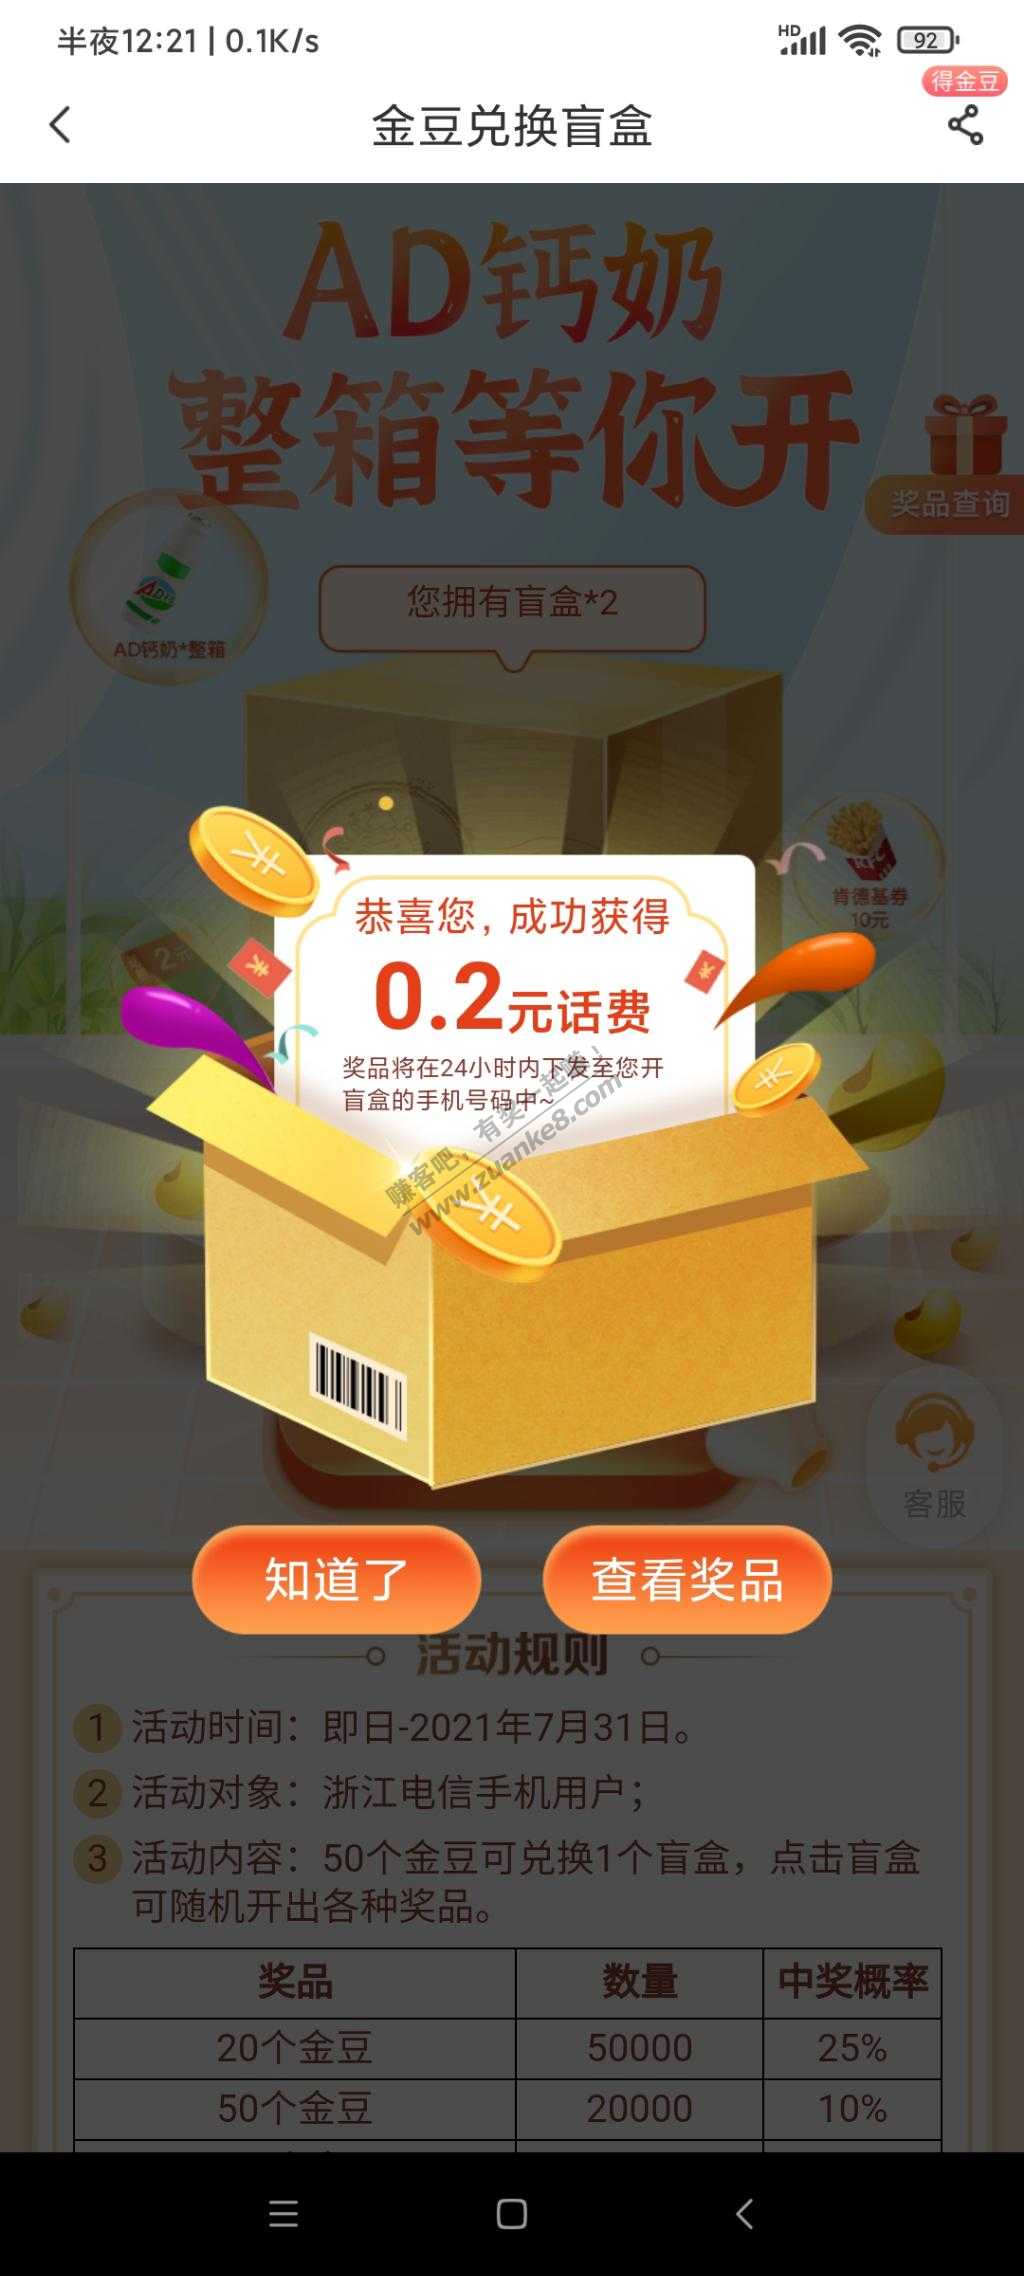 半夜12:21 | 0.1K/s
HD
92
得金豆
金豆兑换盲盒
AD钙奶
整箱等你开
奖品查询
您拥有盲盒*2
AD钙奶*整箱
肯德基券
10元
2元
恭喜您，成功获得
0.2元话费
奖品将在24小时内下发至您开
盲盒的手机号码中~
赚客吧，有奖一起赚！
www.zuanke8.com
客服
知道了
查看奖品
活动规则
1 活动时间：即日-2021年7月31日。
2 活动对象：浙江电信手机用户；
3 活动内容：50个金豆可兑换1个盲盒，点击盲盒
可随机开出各种奖品。
奖品 数量 中奖概率
20个金豆 50000 25%
50个金豆 20000 10%